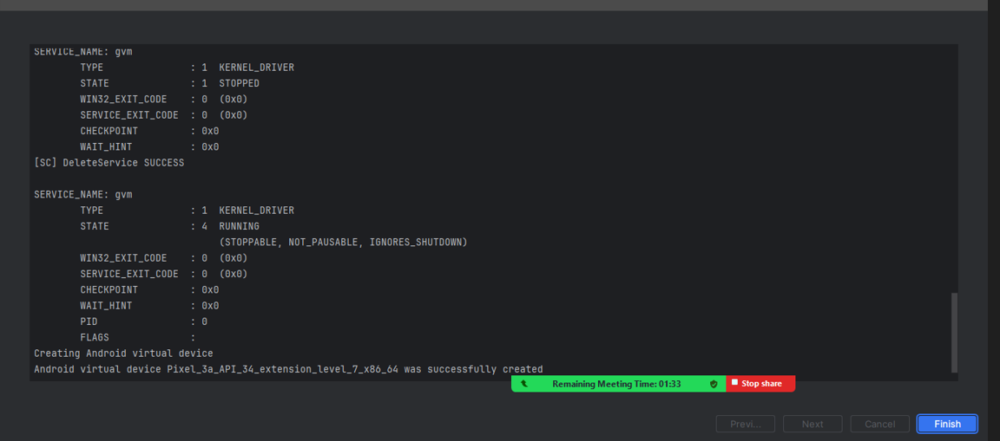 SERVICE_NAME: gvm
        TYPE               : 1  KERNEL_DRIVER
        STATE              : 1  STOPPED
        WIN32_EXIT_CODE    : 0  (0x0)
        SERVICE_EXIT_CODE  : 0  (0x0)
        CHECKPOINT         : 0x0
        WAIT_HINT          : 0x0
[SC] DeleteService SUCCESS
SERVICE_NAME: gvm
        TYPE               : 1  KERNEL_DRIVER
        STATE              : 4  RUNNING
                                (STOPPABLE, NOT_PAUSABLE, IGNORES_SHUTDOWN)
        WIN32_EXIT_CODE    : 0  (0x0)
        SERVICE_EXIT_CODE  : 0  (0x0)
        CHECKPOINT         : 0x0
        WAIT_HINT          : 0x0
        PID                : 0
        FLAGS              :
Creating Android virtual device
Android virtual device Pixel_3a_API_34_extension_level_7_x86_64 was successfully created
Remaining Meeting Time: 01:33 Stop share
Previ... Next Cancel Finish